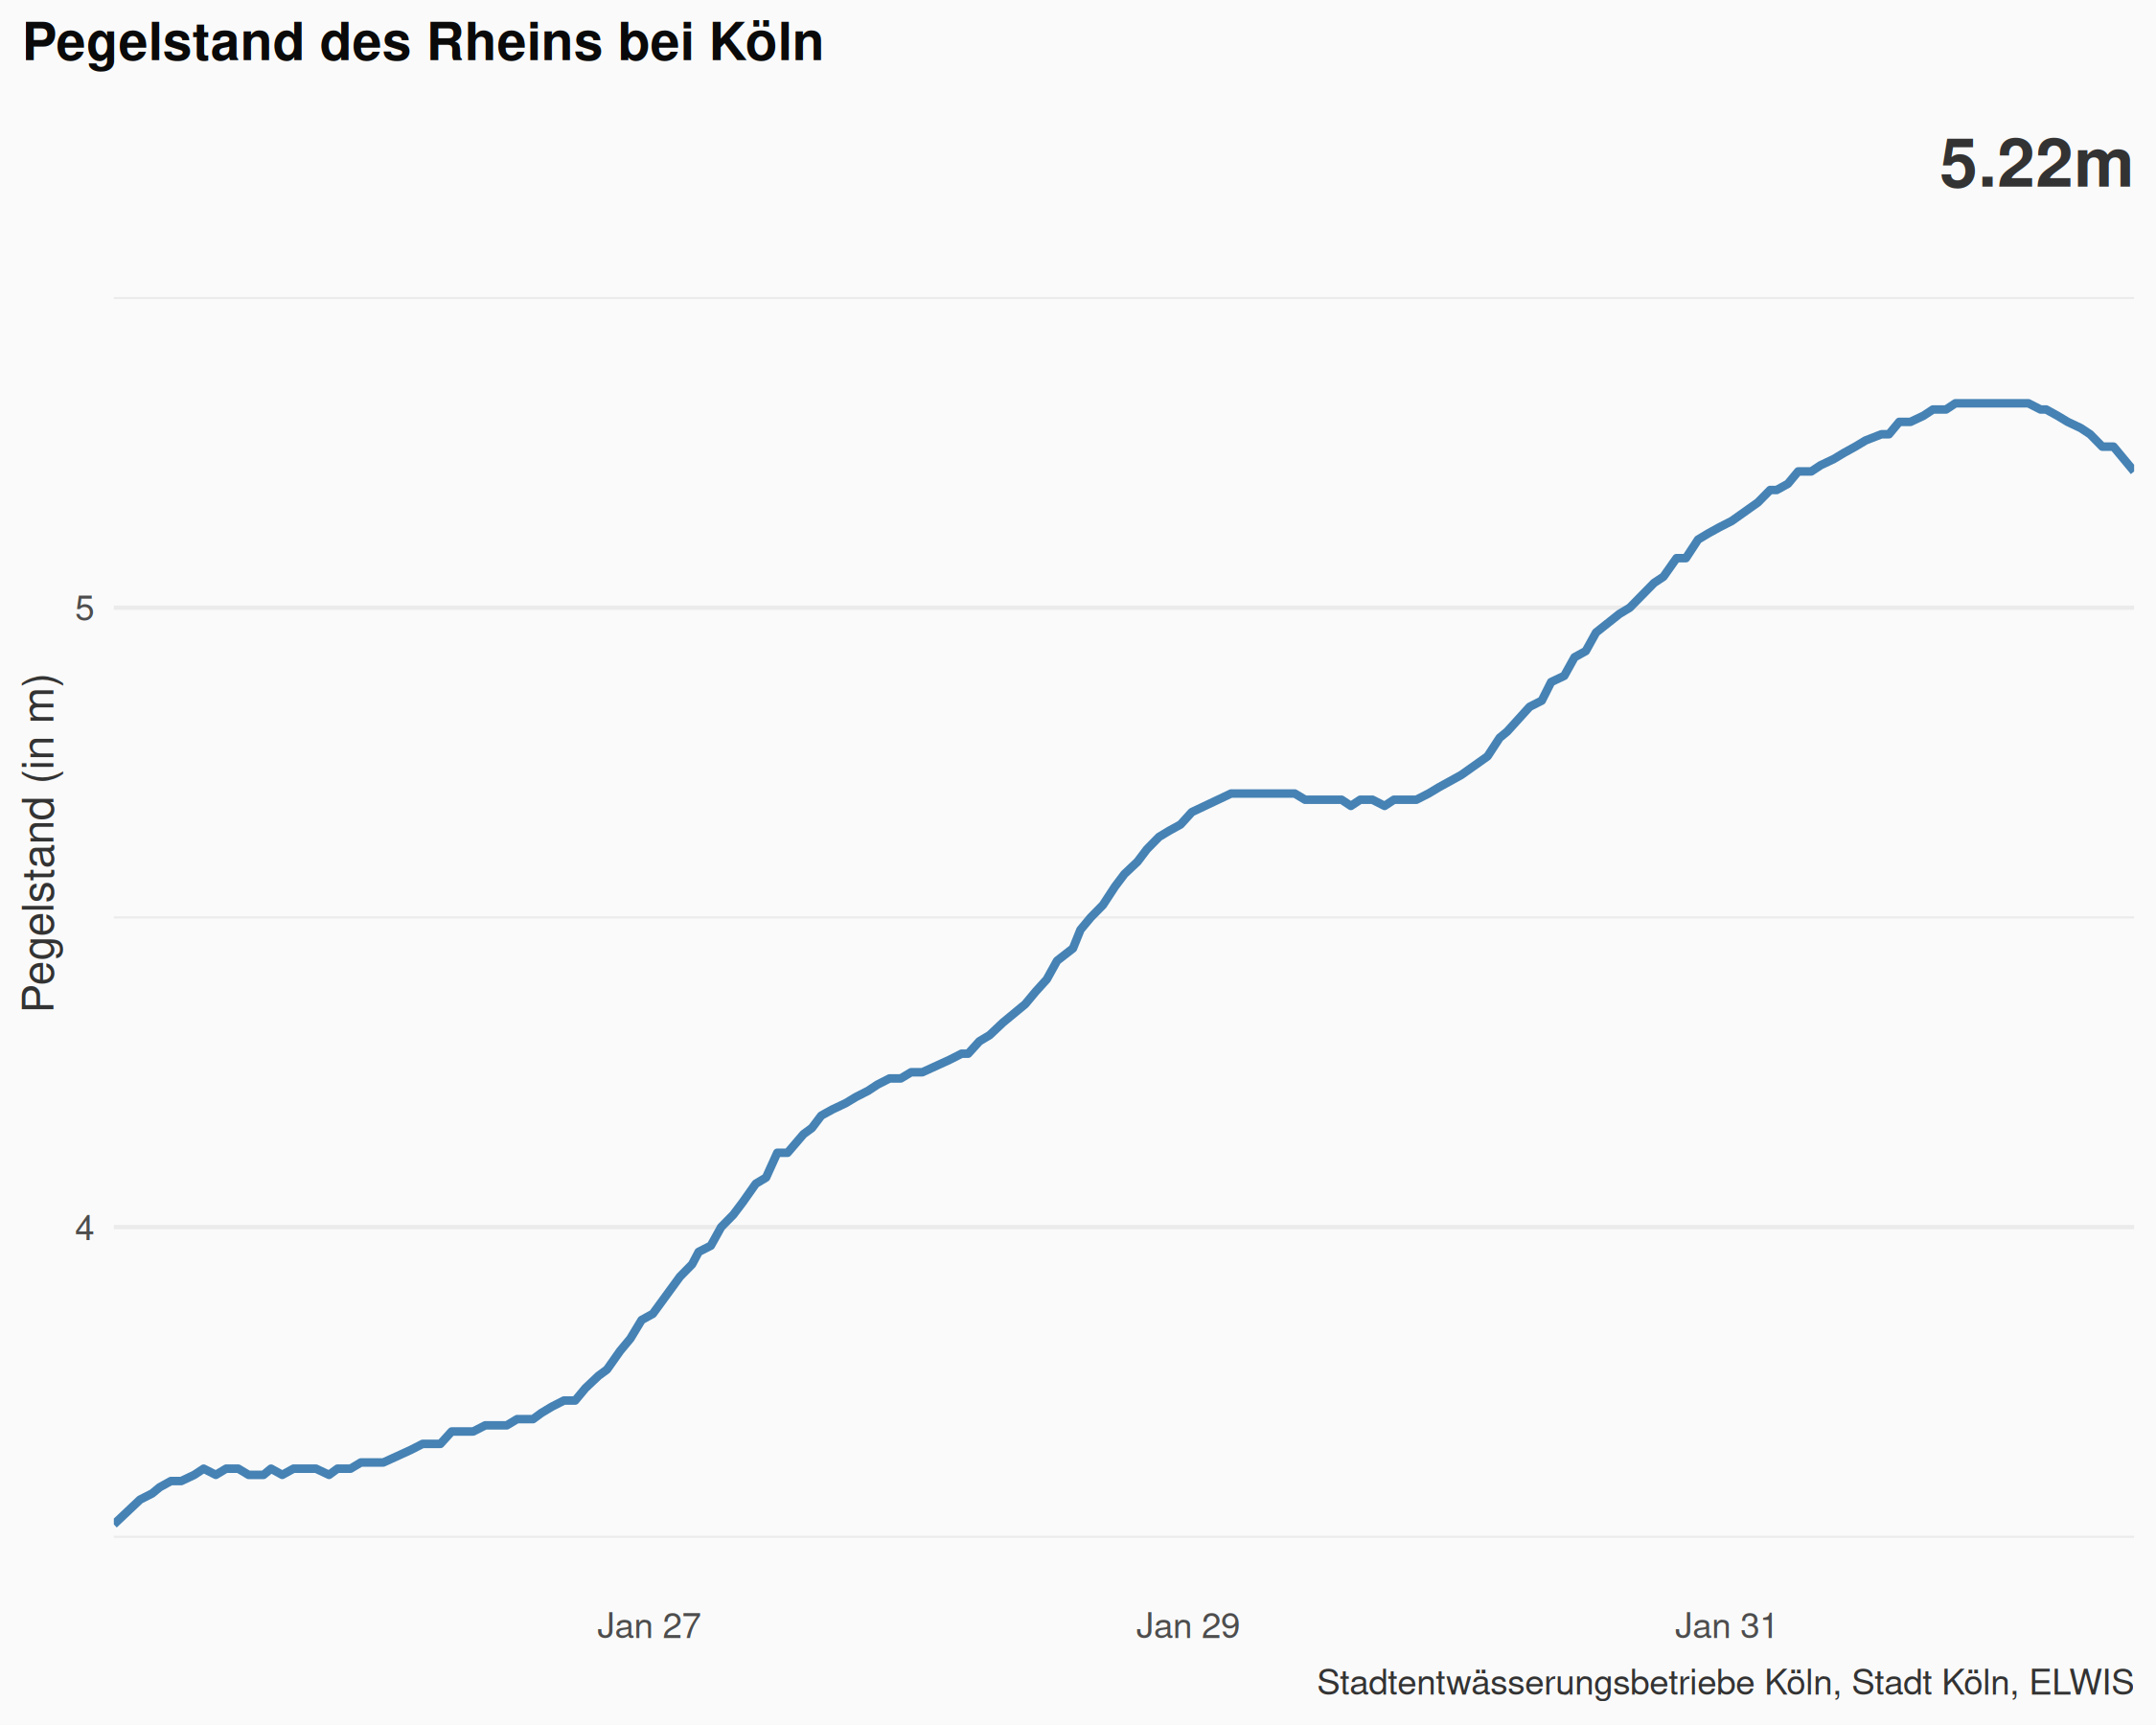 Pegelstand des Rheins bei Köln
5.22m
5
Pegelstand (in m)
4
Jan 27 Jan 29 Jan 31
Stadtentwässerungsbetriebe Köln, Stadt Köln, ELWIS